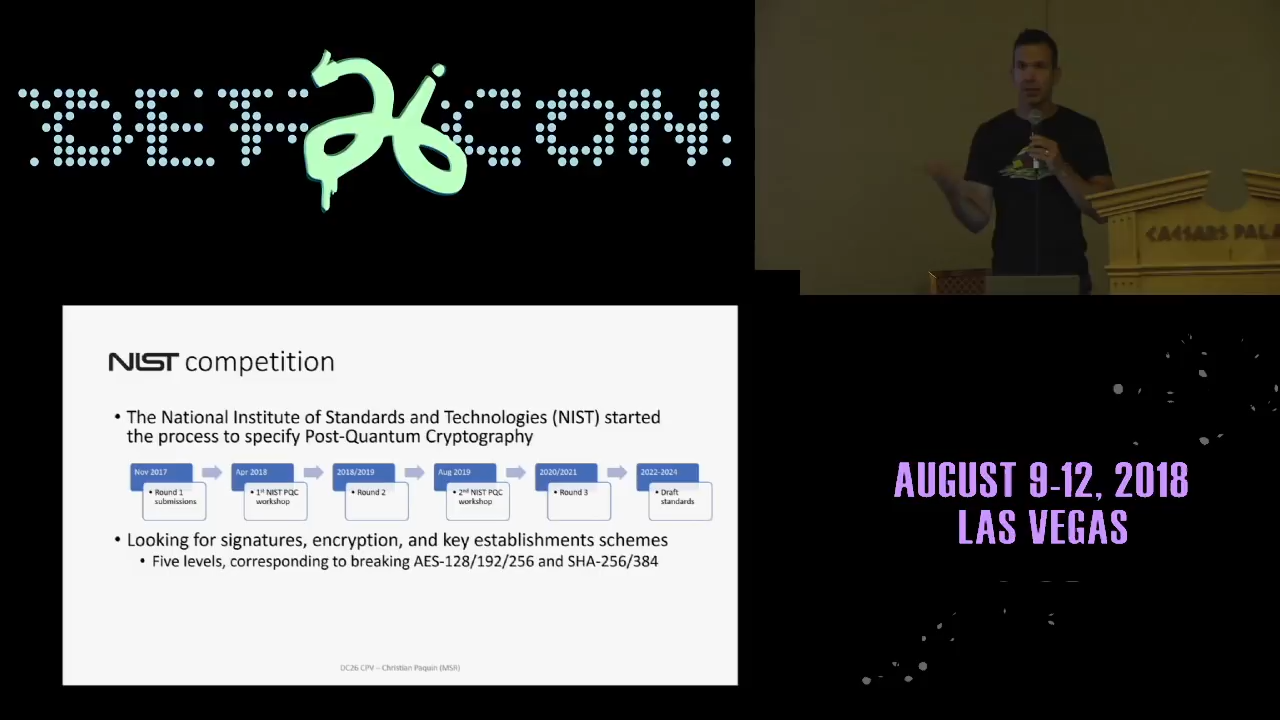 DEF 26 CON
CAESARS PALA
NIST competition
• The National Institute of Standards and Technologies (NIST) started
the process to specify Post-Quantum Cryptography
Nov 2017
• Round 1
submissions
Apr 2018
• 1st NIST PQC
workshop
2018/2019
• Round 2
Aug 2019
• 2nd NIST PQC
workshop
2020/2021
• Round 3
2022-2024
• Draft
standards
• Looking for signatures, encryption, and key establishments schemes
• Five levels, corresponding to breaking AES-128/192/256 and SHA-256/384
DC26 CPV – Christian Paquin (MSR)
AUGUST 9-12, 2018
LAS VEGAS